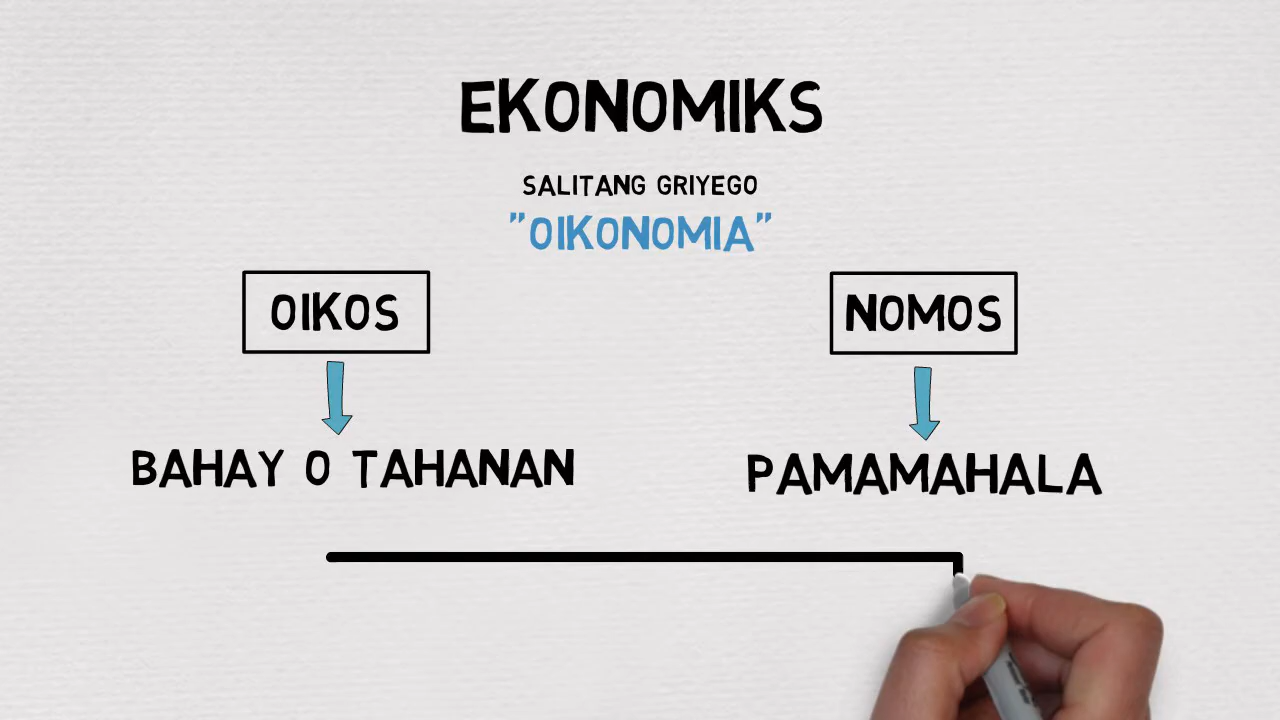 EKONOMIKS
SALITANG GRIYEGO
"OIKONOMIA"
OIKOS
NOMOS
BAHAY O TAHANAN
PAMAMAHALA